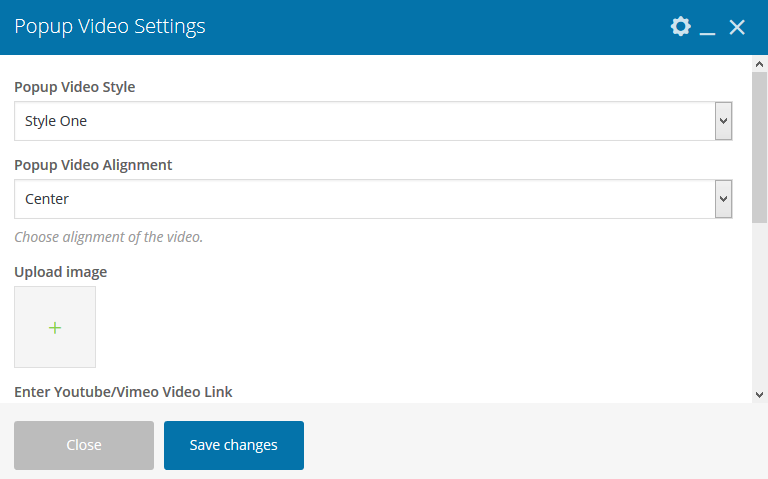 Popup Video Settings
Popup Video Style
Style One
Popup Video Alignment
Center
Choose alignment of the video.
Upload image
+
Enter Youtube/Vimeo Video Link
Close
Save changes